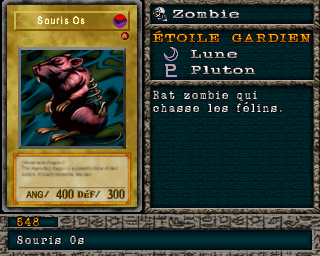 Souris Os
ANG/ 400 DÉF/ 300
Zombie
ÉTOILE GARDIEN
Lune
Pluton
Rat zombie qui
chasse les félins.
548
Souris Os